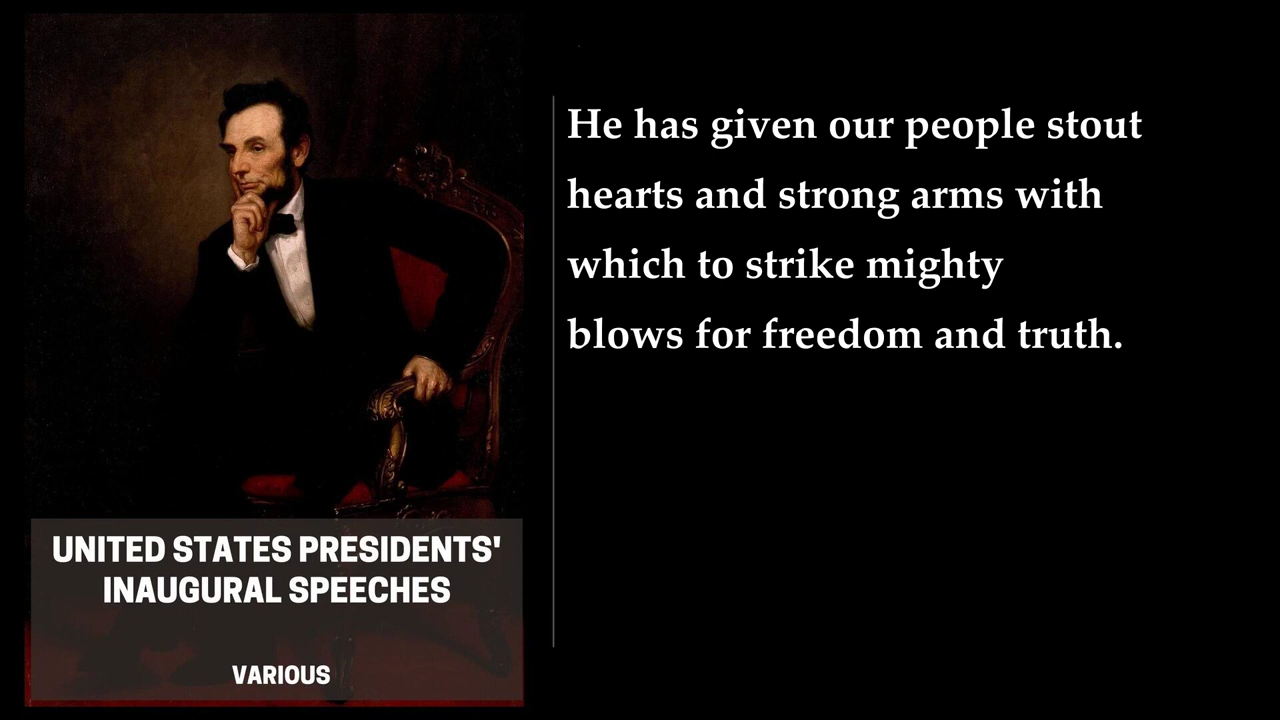 He has given our people stout
hearts and strong arms with
which to strike mighty
blows for freedom and truth.
UNITED STATES PRESIDENTS'
INAUGURAL SPEECHES
VARIOUS